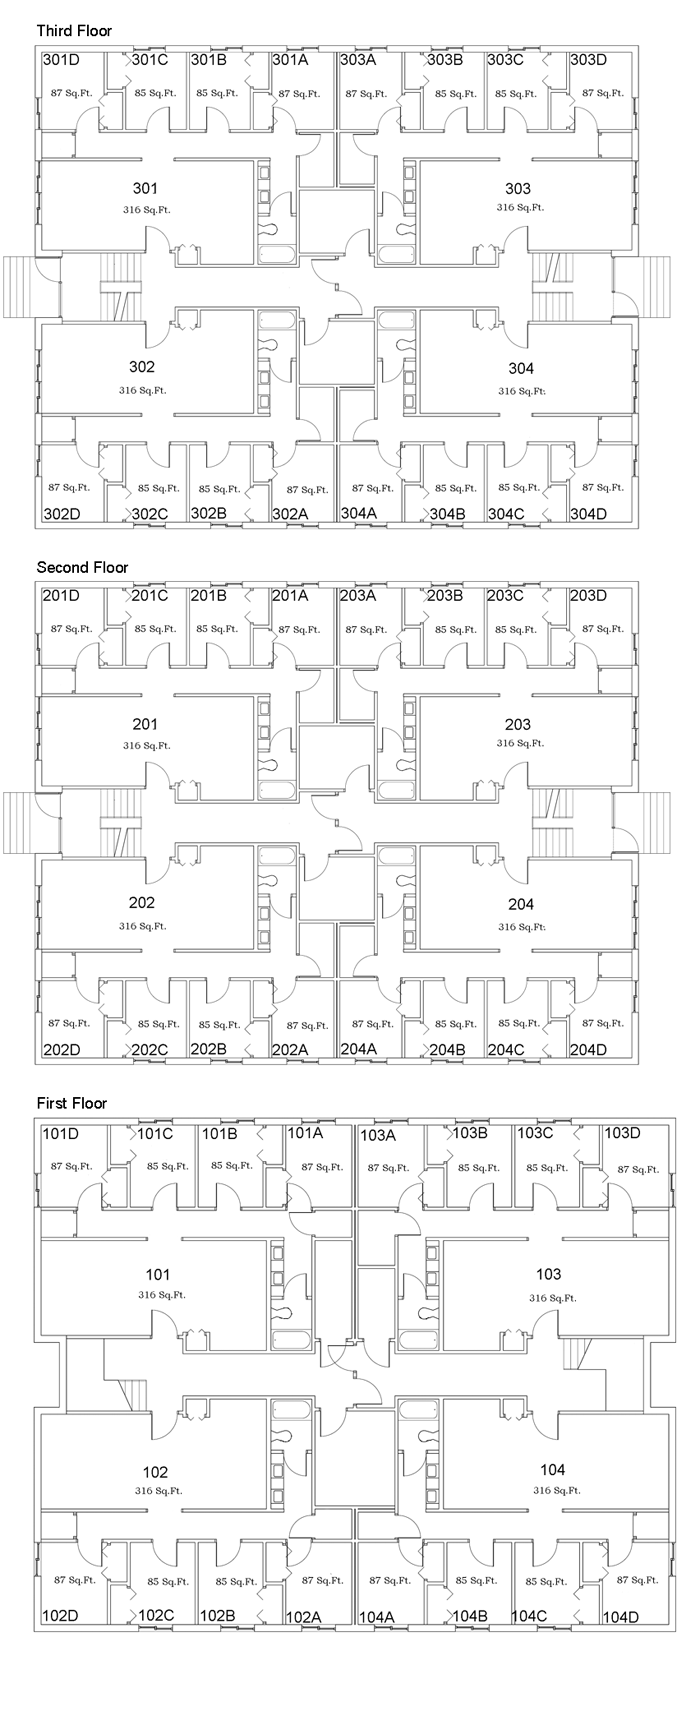 Third Floor
301D 301C 301B 301A 303A 303B 303C 303D
87 Sq.Ft. 85 Sq.Ft. 85 Sq.Ft. 87 Sq.Ft. 87 Sq.Ft. 85 Sq.Ft. 85 Sq.Ft. 87 Sq.Ft.
301 303
316 Sq.Ft. 316 Sq.Ft.
302 304
316 Sq.Ft. 316 Sq.Ft.
87 Sq.Ft. 85 Sq.Ft. 85 Sq.Ft. 87 Sq.Ft. 87 Sq.Ft. 85 Sq.Ft. 85 Sq.Ft. 87 Sq.Ft.
302D 302C 302B 302A 304A 304B 304C 304D
Second Floor
201D 201C 201B 201A 203A 203B 203C 203D
87 Sq.Ft. 85 Sq.Ft. 85 Sq.Ft. 87 Sq.Ft. 87 Sq.Ft. 85 Sq.Ft. 85 Sq.Ft. 87 Sq.Ft.
201 203
316 Sq.Ft. 316 Sq.Ft.
202 204
316 Sq.Ft. 316 Sq.Ft.
87 Sq.Ft. 85 Sq.Ft. 85 Sq.Ft. 87 Sq.Ft. 87 Sq.Ft. 85 Sq.Ft. 85 Sq.Ft. 87 Sq.Ft.
202D 202C 202B 202A 204A 204B 204C 204D
First Floor
101D 101C 101B 101A 103A 103B 103C 103D
87 Sq.Ft. 85 Sq.Ft. 85 Sq.Ft. 87 Sq.Ft. 87 Sq.Ft. 85 Sq.Ft. 85 Sq.Ft. 87 Sq.Ft.
101 103
316 Sq.Ft. 316 Sq.Ft.
102 104
316 Sq.Ft. 316 Sq.Ft.
87 Sq.Ft. 85 Sq.Ft. 85 Sq.Ft. 87 Sq.Ft. 87 Sq.Ft. 85 Sq.Ft. 85 Sq.Ft. 87 Sq.Ft.
102D 102C 102B 102A 104A 104B 104C 104D